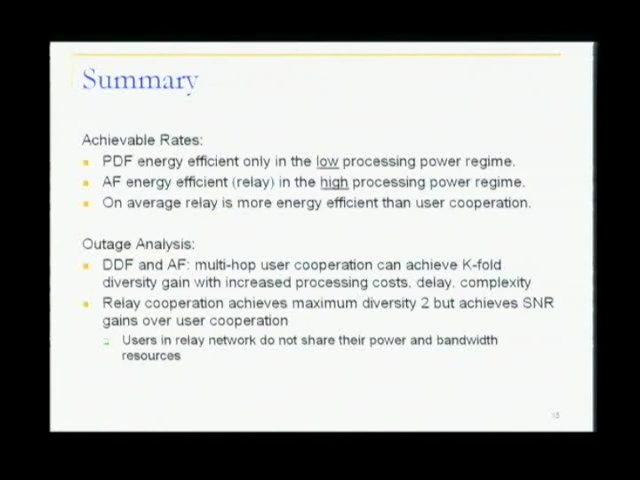 Summary
Achievable Rates:
PDF energy efficient only in the low processing power regime.
AF energy efficient (relay) in the high processing power regime.
On average relay is more energy efficient than user cooperation.
Outage Analysis:
DDF and AF: multi-hop user cooperation can achieve K-fold
diversity gain with increased processing costs, delay, complexity
Relay cooperation achieves maximum diversity 2 but achieves SNR
gains over user cooperation
Users in relay network do not share their power and bandwidth
resources